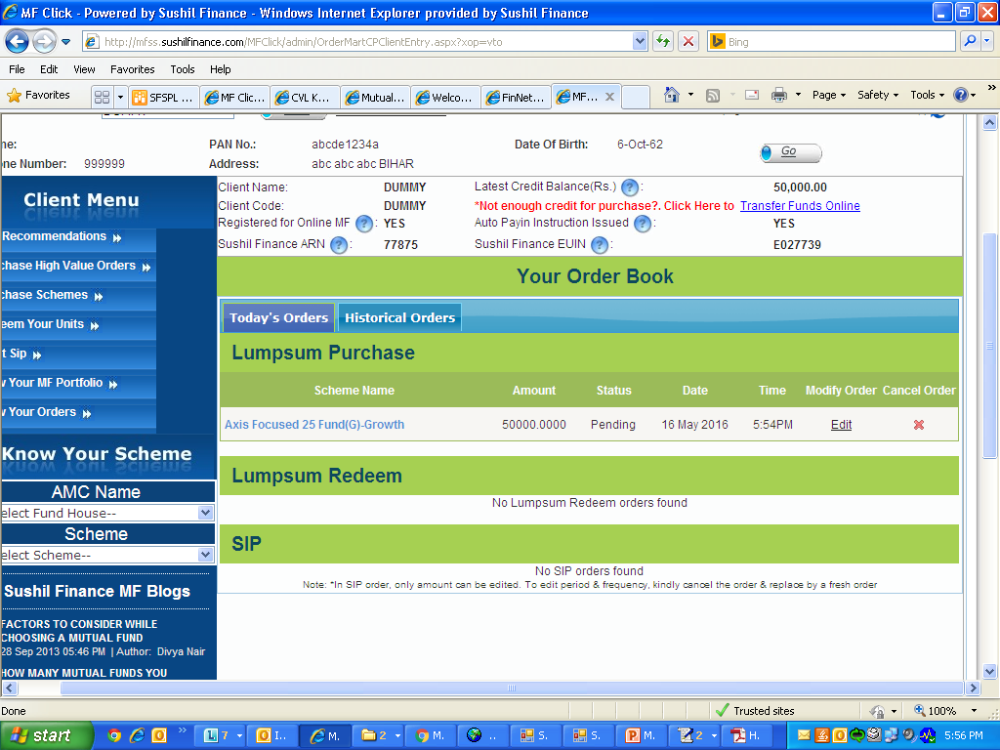 MF Click - Powered by Sushil Finance - Windows Internet Explorer provided by Sushil Finance
http://mfss.sushilfinance.com/MFClick/admin/OrderMartCPClientEntry.aspx?xop=vto
Bing
File Edit View Favorites Tools Help
Favorites SFSPL ... MF Clic... CVL K... Mutual... Welco... FinNet... MF... Page Safety Tools
ne: PAN No.: abcde1234a Date Of Birth: 6-Oct-62 Go
one Number: 999999 Address: abc abc abc BIHAR
Client Menu
Recommendations
chase High Value Orders
chase Schemes
eem Your Units
t Sip
w Your MF Portfolio
w Your Orders
Know Your Scheme
AMC Name
elect Fund House--
Scheme
elect Scheme--
Sushil Finance MF Blogs
FACTORS TO CONSIDER WHILE
CHOOSING A MUTUAL FUND
28 Sep 2013 05:46 PM | Author: Divya Nair
HOW MANY MUTUAL FUNDS YOU
Client Name: DUMMY Latest Credit Balance(Rs.) ? : 50,000.00
Client Code: DUMMY *Not enough credit for purchase?. Click Here to Transfer Funds Online
Registered for Online MF ? : YES Auto Payin Instruction Issued ? : YES
Sushil Finance ARN ? : 77875 Sushil Finance EUIN ? : E027739
Your Order Book
Today's Orders Historical Orders
Lumpsum Purchase
Scheme Name Amount Status Date Time Modify Order Cancel Order
Axis Focused 25 Fund(G)-Growth 50000.0000 Pending 16 May 2016 5:54PM Edit
Lumpsum Redeem
No Lumpsum Redeem orders found
SIP
No SIP orders found
Note: *In SIP order, only amount can be edited. To edit period & frequency, kindly cancel the order & replace by a fresh order
Done Trusted sites 100%
start 7 I.. M. 2 M. .. S. S. M. 2 H. 5:56 PM